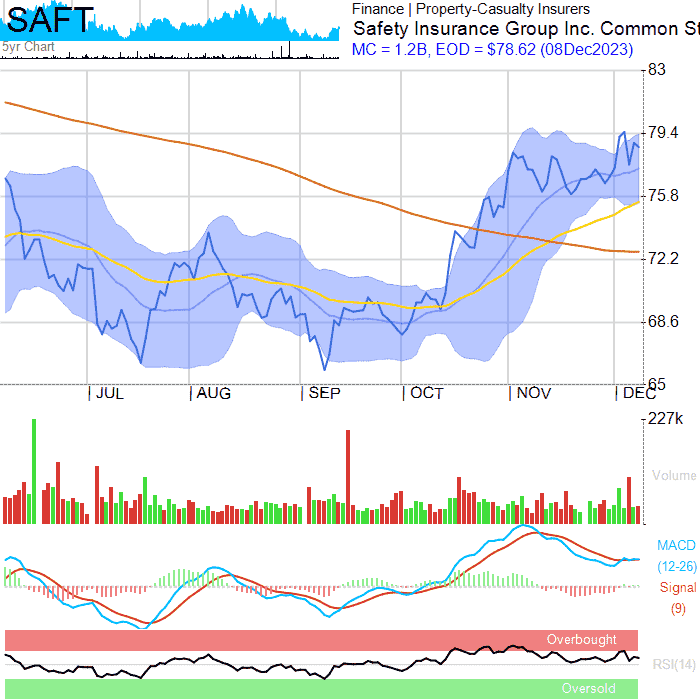 SAFT
5yr Chart
Finance | Property-Casualty Insurers
Safety Insurance Group Inc. Common St
MC = 1.2B, EOD = $78.62 (08Dec2023)
83
79.4
75.8
72.2
68.6
65
JUL AUG SEP OCT NOV DEC
227k
Volume
MACD
(12-26)
Signal
(9)
Overbought
RSI(14)
Oversold